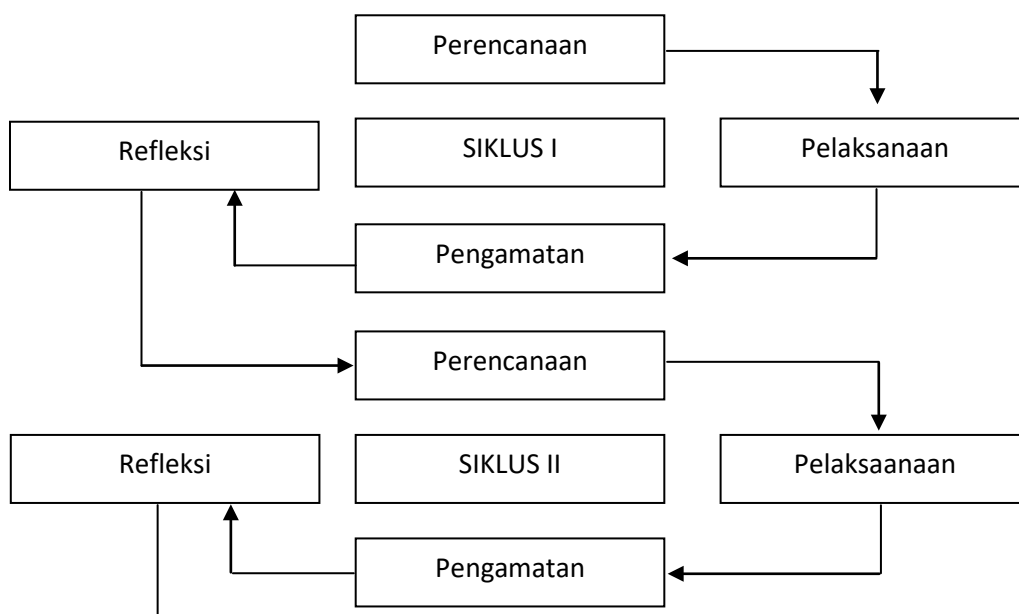 Perencanaan
Refleksi
SIKLUS I
Pelaksanaan
Pengamatan
Perencanaan
Refleksi
SIKLUS II
Pelaksaanaan
Pengamatan